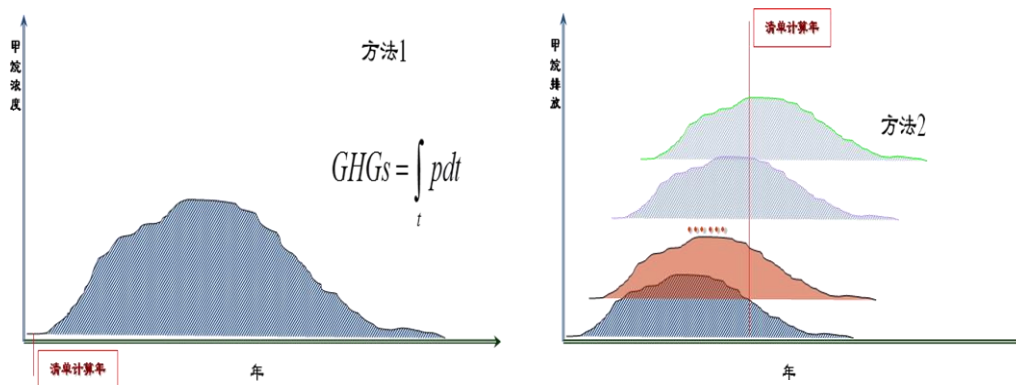 甲烷浓度
方法1
GHGs = ∫ pdt
t
年
清单计算年
清单计算年
甲烷排放
方法2
年